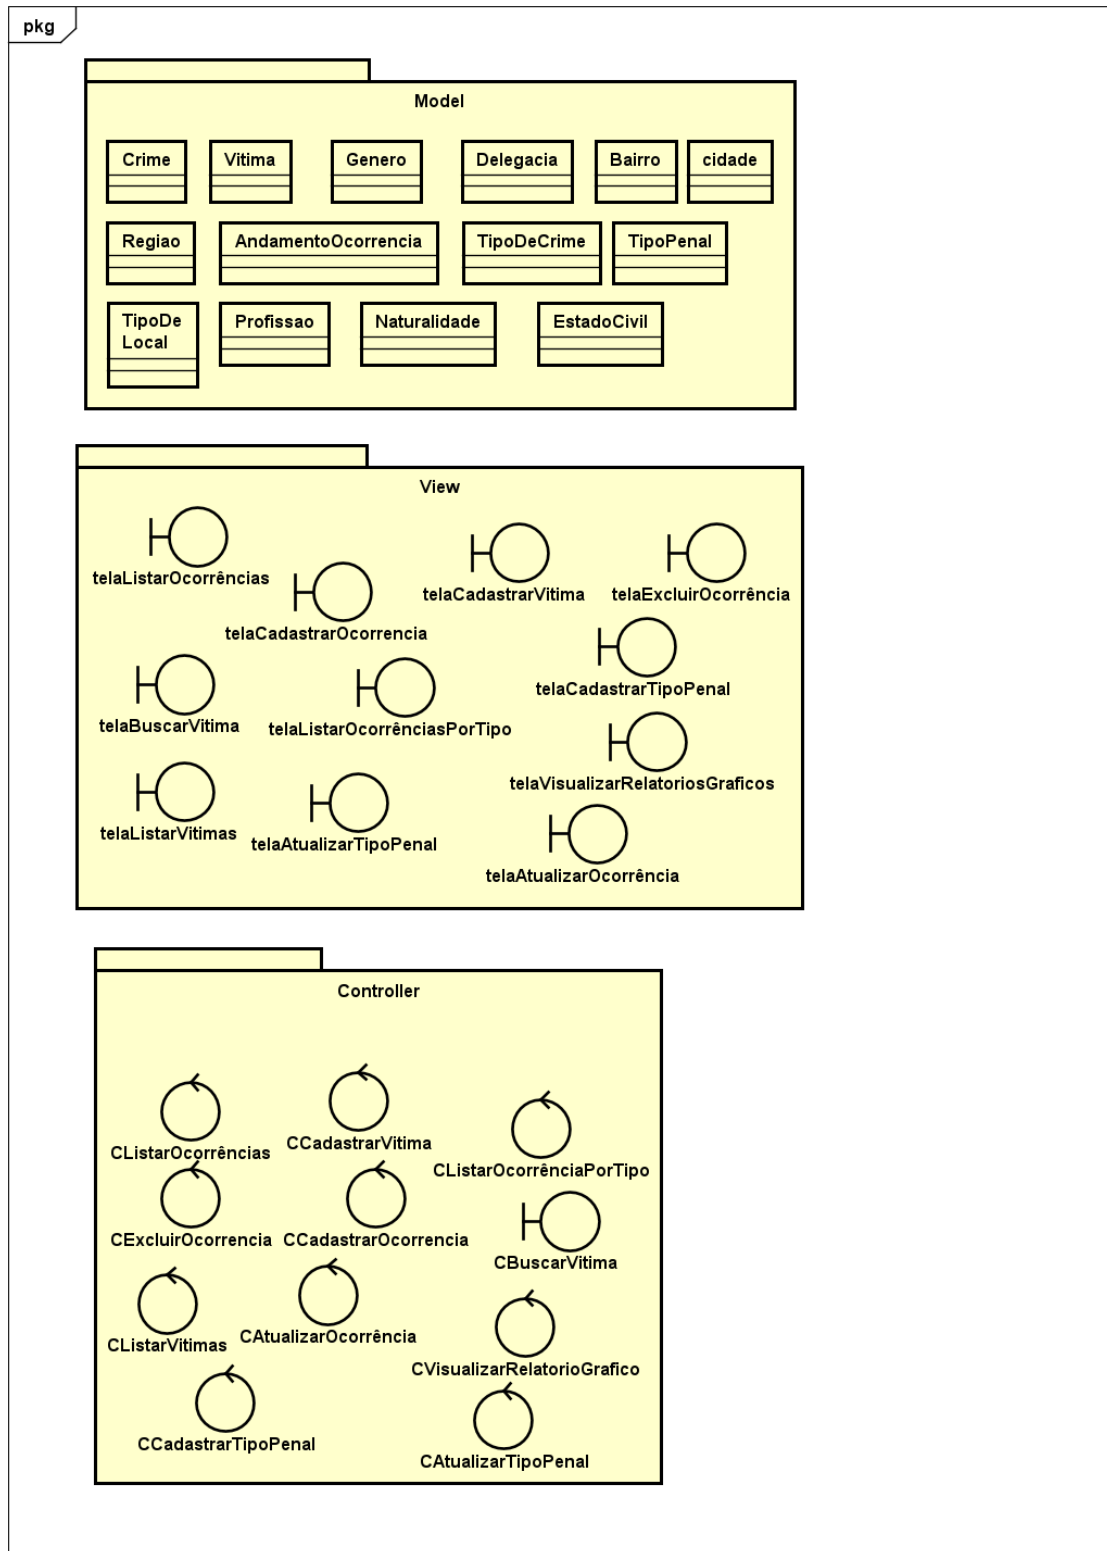 pkg
Model
Crime
Vitima
Genero
Delegacia
Bairro
cidade
Regiao
AndamentoOcorrencia
TipoDeCrime
TipoPenal
TipoDe
Local
Profissao
Naturalidade
EstadoCivil
View
telaListarOcorrências
telaCadastrarVitima
telaExcluirOcorrência
telaCadastrarOcorrencia
telaCadastrarTipoPenal
telaBuscarVitima
telaListarOcorrênciasPorTipo
telaVisualizarRelatoriosGraficos
telaListarVitimas
telaAtualizarTipoPenal
telaAtualizarOcorrência
Controller
CListarOcorrências
CCadastrarVitima
CListarOcorrênciaPorTipo
CExcluirOcorrencia
CCadastrarOcorrencia
CBuscarVitima
CListarVitimas
CAtualizarOcorrência
CVisualizarRelatorioGrafico
CCadastrarTipoPenal
CAtualizarTipoPenal